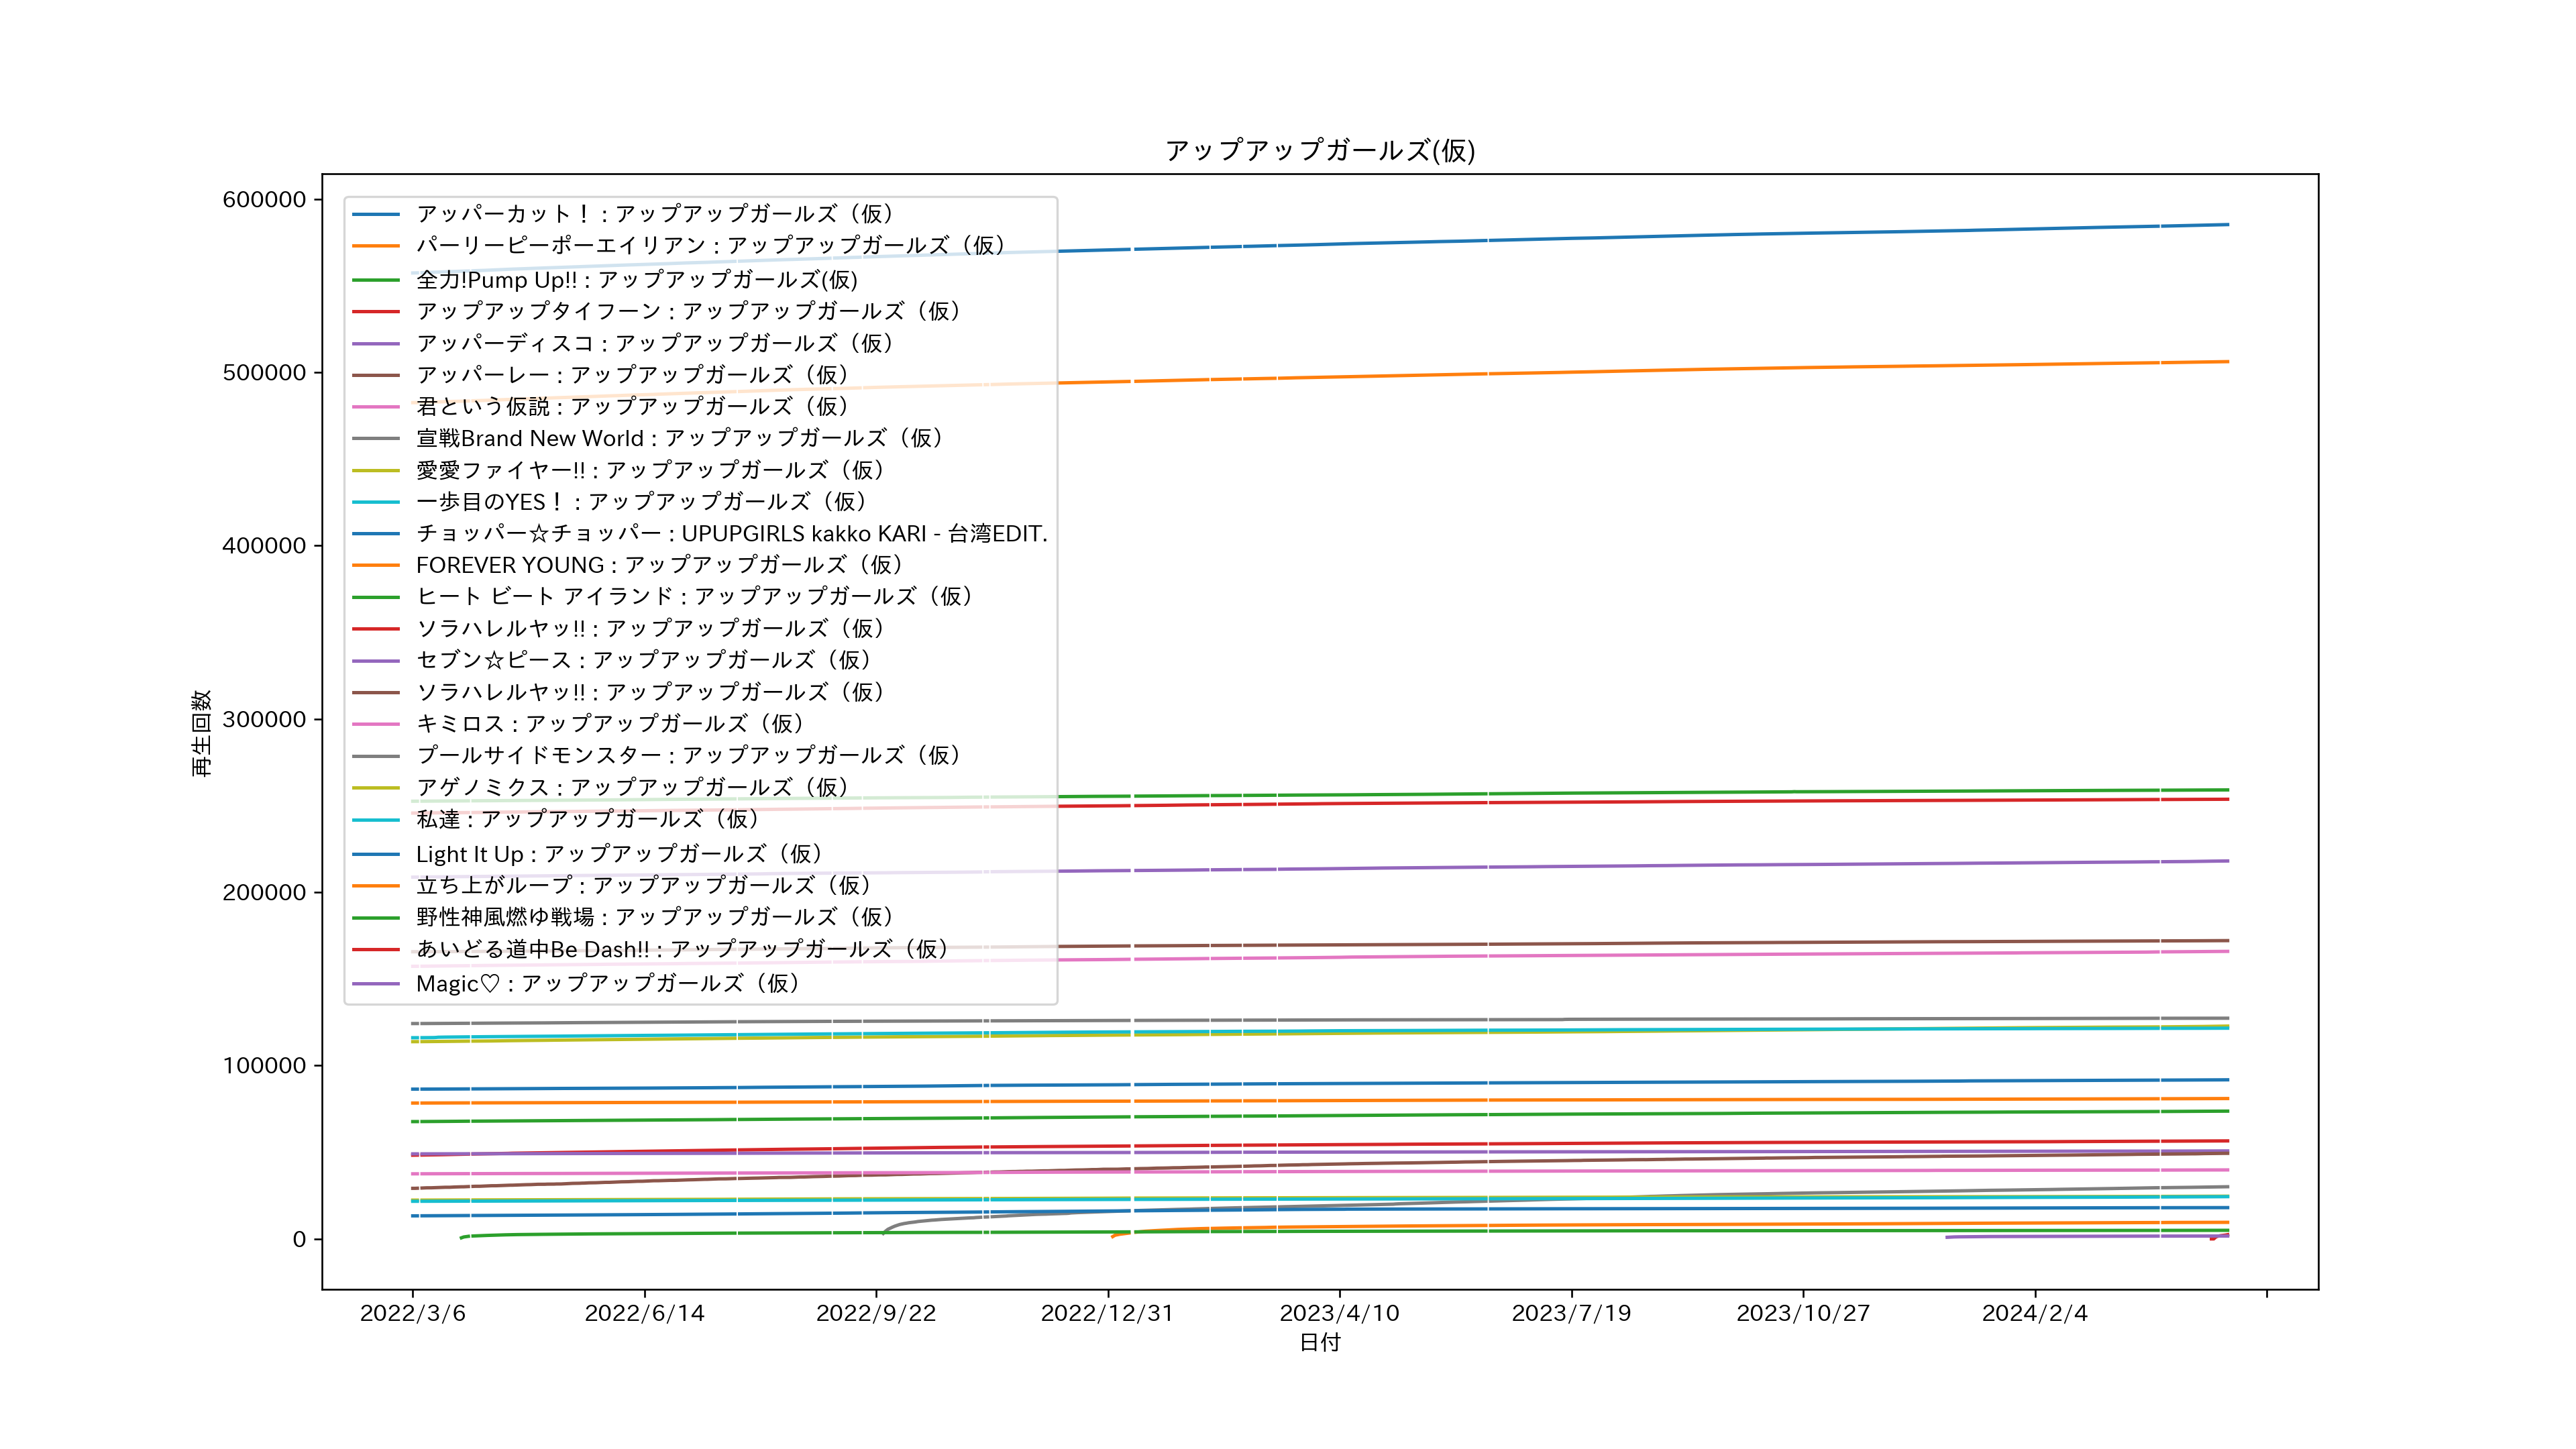 アップアップガールズ(仮)
600000
500000
400000
300000
200000
100000
0
再生回数
アッパーカット！ : アップアップガールズ（仮）
パーリーピーポーエイリアン : アップアップガールズ（仮）
全力!Pump Up!! : アップアップガールズ(仮)
アップアップタイフーン : アップアップガールズ（仮）
アッパーディスコ : アップアップガールズ（仮）
アッパーレー : アップアップガールズ（仮）
君という仮説 : アップアップガールズ（仮）
宣戦Brand New World : アップアップガールズ（仮）
愛愛ファイヤー!! : アップアップガールズ（仮）
一歩目のYES！ : アップアップガールズ（仮）
チョッパー☆チョッパー : UPUPGIRLS kakko KARI - 台湾EDIT.
FOREVER YOUNG : アップアップガールズ（仮）
ヒート ビート アイランド : アップアップガールズ（仮）
ソラハレルヤッ!! : アップアップガールズ（仮）
セブン☆ピース : アップアップガールズ（仮）
ソラハレルヤッ!! : アップアップガールズ（仮）
キミロス : アップアップガールズ（仮）
プールサイドモンスター : アップアップガールズ（仮）
アゲノミクス : アップアップガールズ（仮）
私達 : アップアップガールズ（仮）
Light It Up : アップアップガールズ（仮）
立ち上がループ : アップアップガールズ（仮）
野性神風燃ゆ戦場 : アップアップガールズ（仮）
あいどる道中Be Dash!! : アップアップガールズ（仮）
Magic♡ : アップアップガールズ（仮）
2022/3/6
2022/6/14
2022/9/22
2022/12/31
2023/4/10
2023/7/19
2023/10/27
2024/2/4
日付